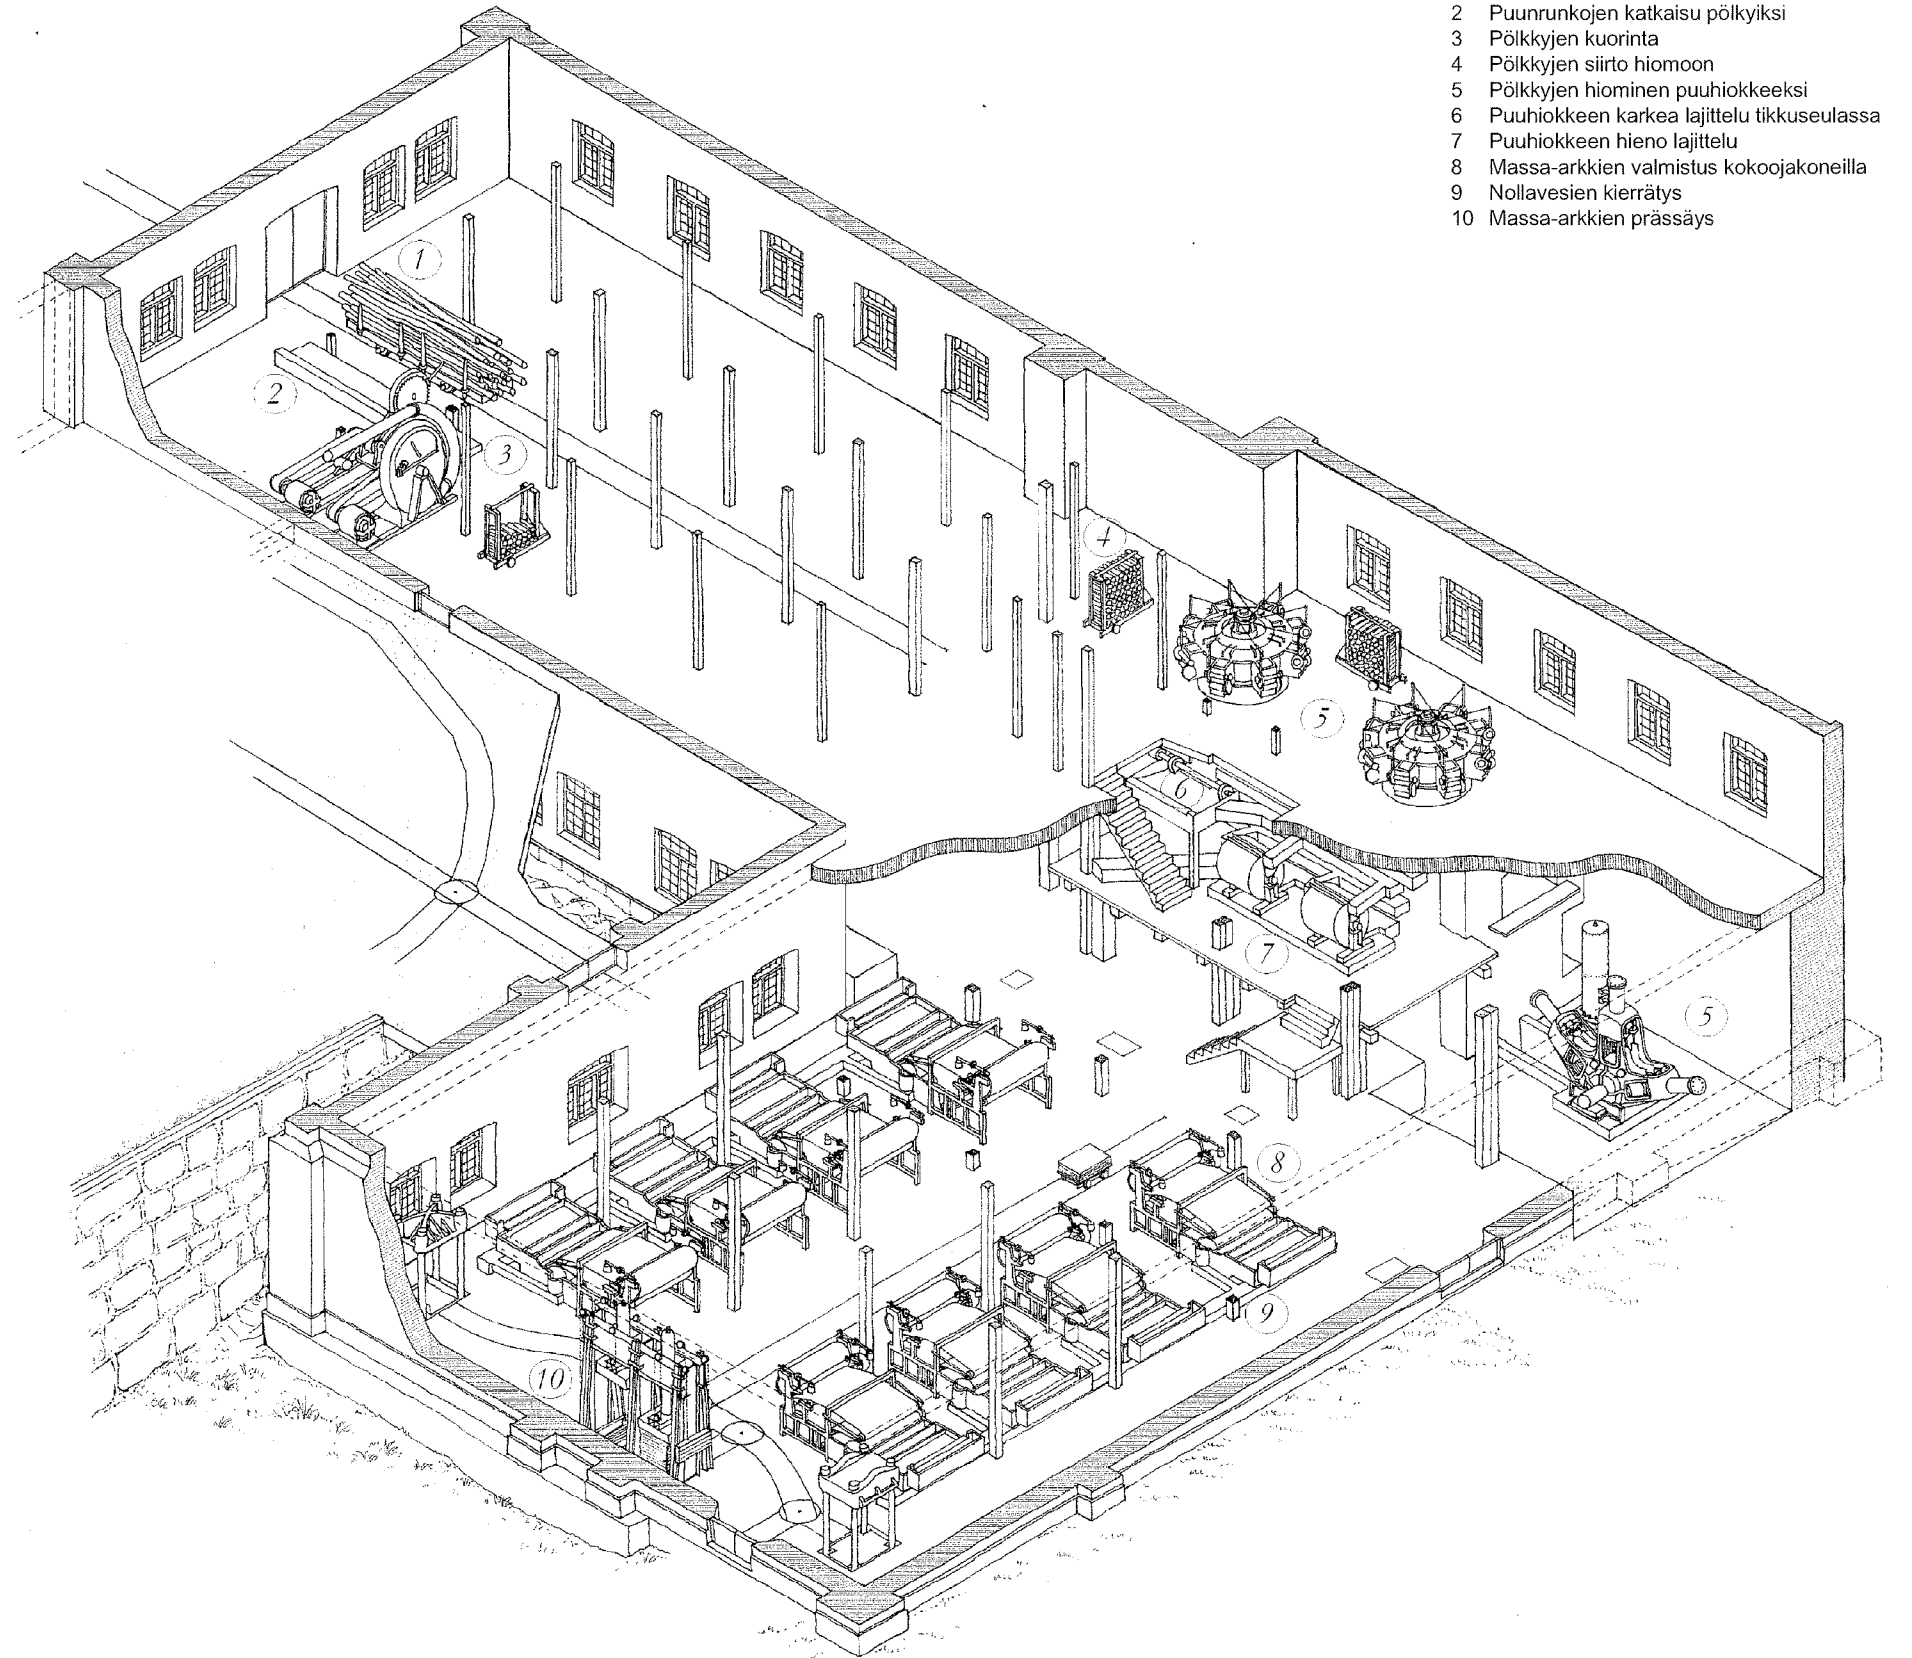 2 Puunrunkojen katkaisu pölkyiksi
3 Pölkkyjen kuorinta
4 Pölkkyjen siirto hiomoon
5 Pölkkyjen hiominen puuhiokkeeksi
6 Puuhiokkeen karkea lajittelu tikkuseulassa
7 Puuhiokkeen hieno lajittelu
8 Massa-arkkien valmistus kokoojakoneilla
9 Nollavesien kierrätys
10 Massa-arkkien prässäys
1
2
3
4
5
6
7
5
8
9
10